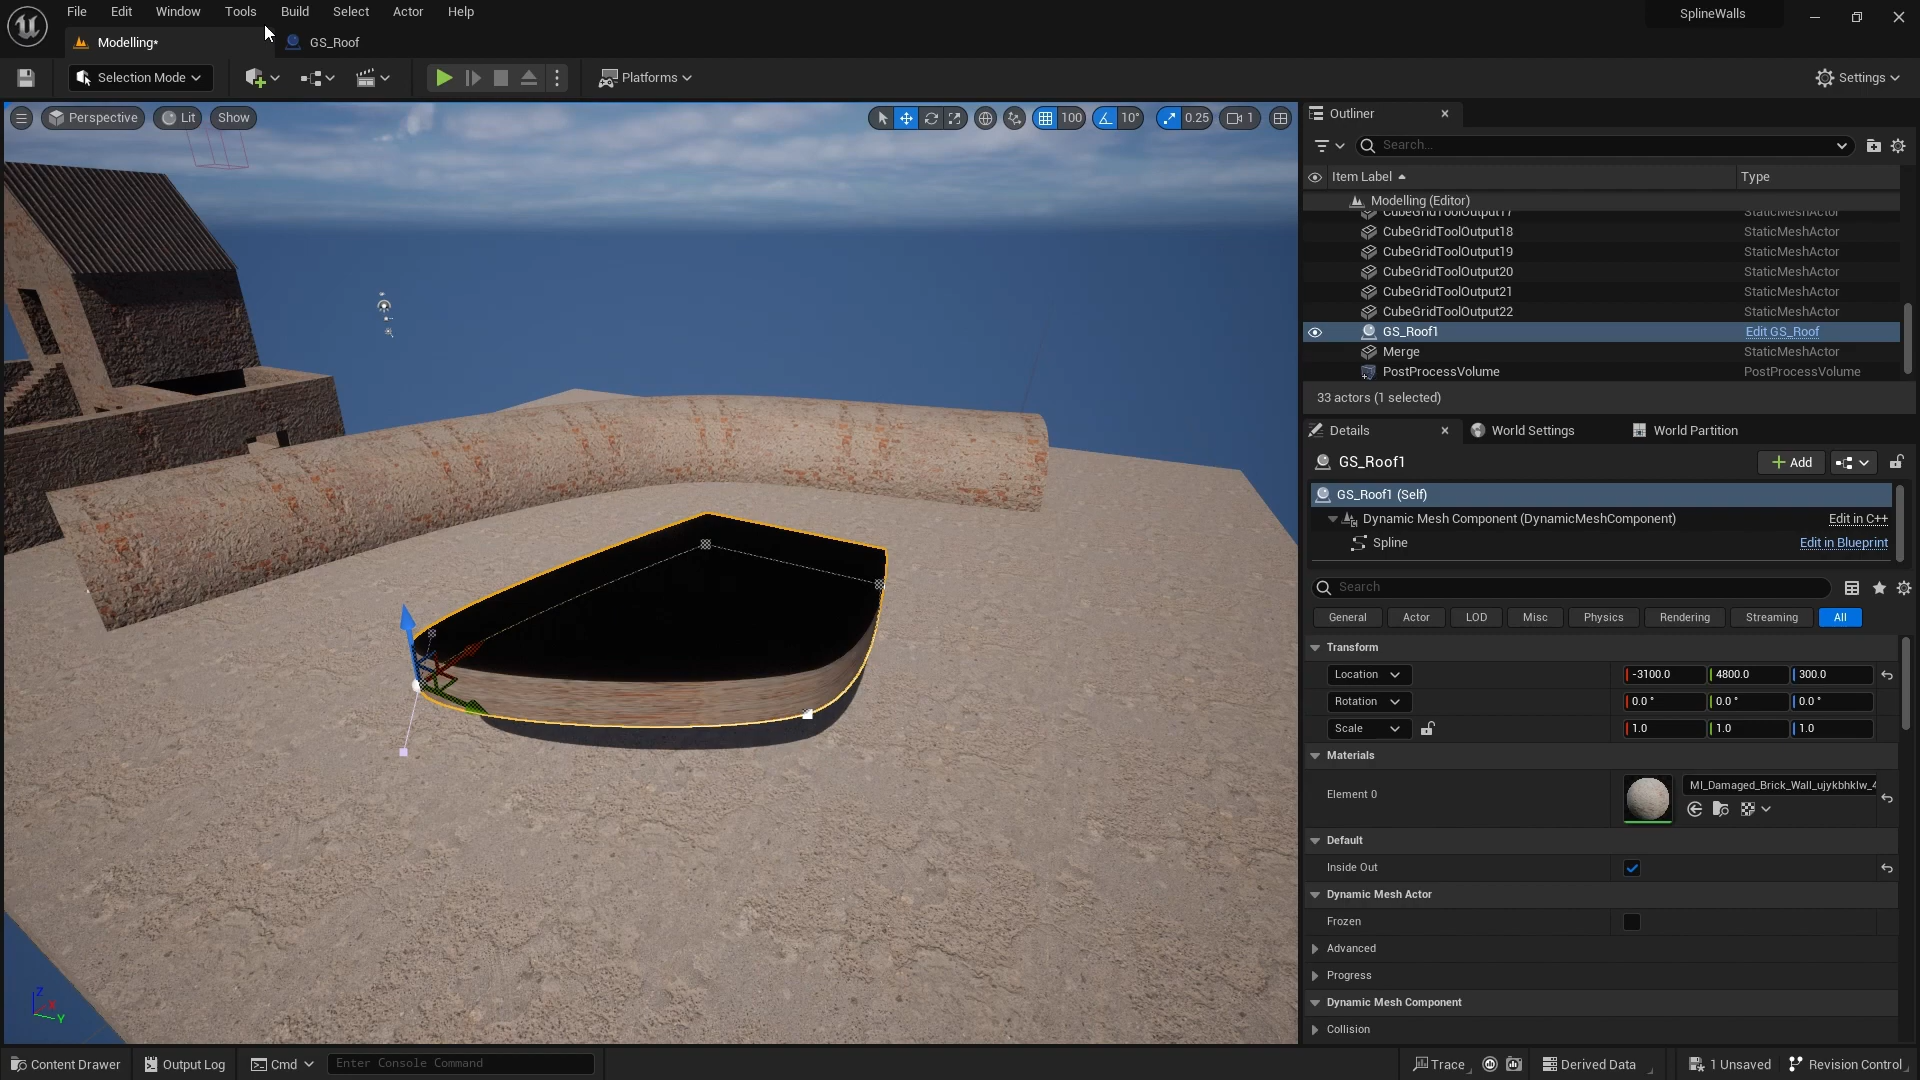 File Edit Window Tools Build Select Actor Help
SplineWalls
Modelling*
GS_Roof
Selection Mode
Platforms
Settings
Perspective
Lit
Show
100
10°
0.25
1
Outliner
Search...
Item Label
Type
Modelling (Editor)
CubeGridToolOutput17 StaticMeshActor
CubeGridToolOutput18 StaticMeshActor
CubeGridToolOutput19 StaticMeshActor
CubeGridToolOutput20 StaticMeshActor
CubeGridToolOutput21 StaticMeshActor
CubeGridToolOutput22 StaticMeshActor
GS_Roof1 Edit GS_Roof
Merge StaticMeshActor
PostProcessVolume PostProcessVolume
33 actors (1 selected)
Details
World Settings
World Partition
GS_Roof1
Add
GS_Roof1 (Self)
Dynamic Mesh Component (DynamicMeshComponent) Edit in C++
Spline Edit in Blueprint
Search
General Actor LOD Misc Physics Rendering Streaming All
Transform
Location -3100.0 4800.0 300.0
Rotation 0.0 ° 0.0 ° 0.0 °
Scale 1.0 1.0 1.0
Materials
Element 0
MI_Damaged_Brick_Wall_ujykbhklw_4
Default
Inside Out
Dynamic Mesh Actor
Frozen
Advanced
Progress
Dynamic Mesh Component
Collision
Z
X
Y
Content Drawer
Output Log
Cmd
Enter Console Command
Trace
Derived Data
1 Unsaved
Revision Control